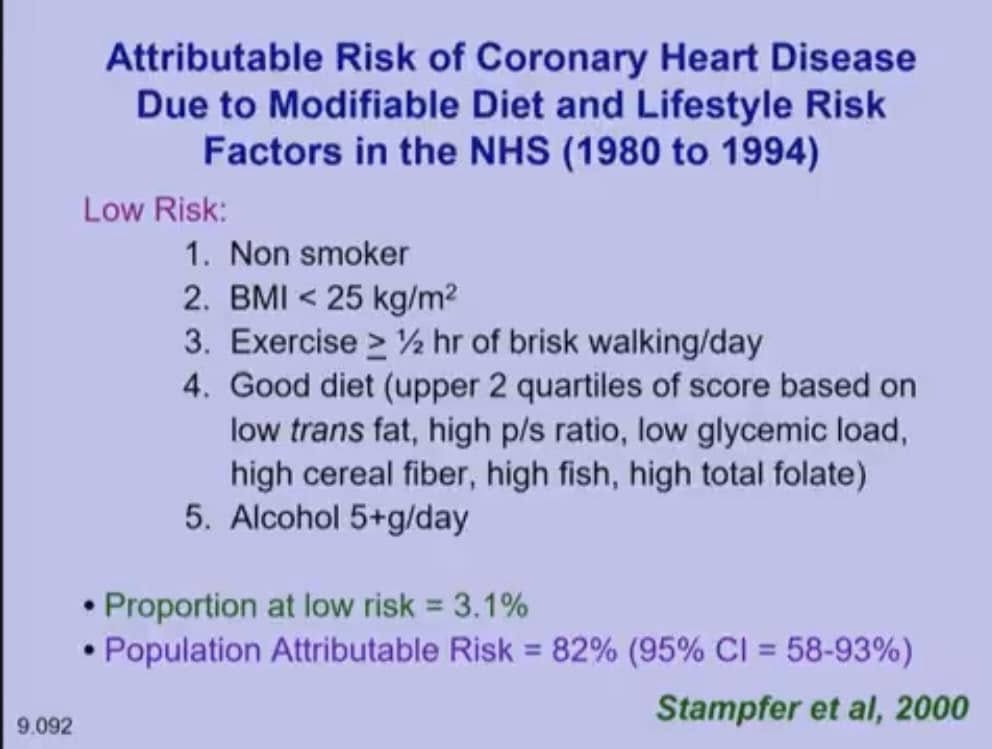 Attributable Risk of Coronary Heart Disease
Due to Modifiable Diet and Lifestyle Risk
Factors in the NHS (1980 to 1994)
Low Risk:
1. Non smoker
2. BMI < 25 kg/m²
3. Exercise ≥ ½ hr of brisk walking/day
4. Good diet (upper 2 quartiles of score based on
low trans fat, high p/s ratio, low glycemic load,
high cereal fiber, high fish, high total folate)
5. Alcohol 5+g/day
• Proportion at low risk = 3.1%
• Population Attributable Risk = 82% (95% CI = 58-93%)
Stampfer et al, 2000
9.092